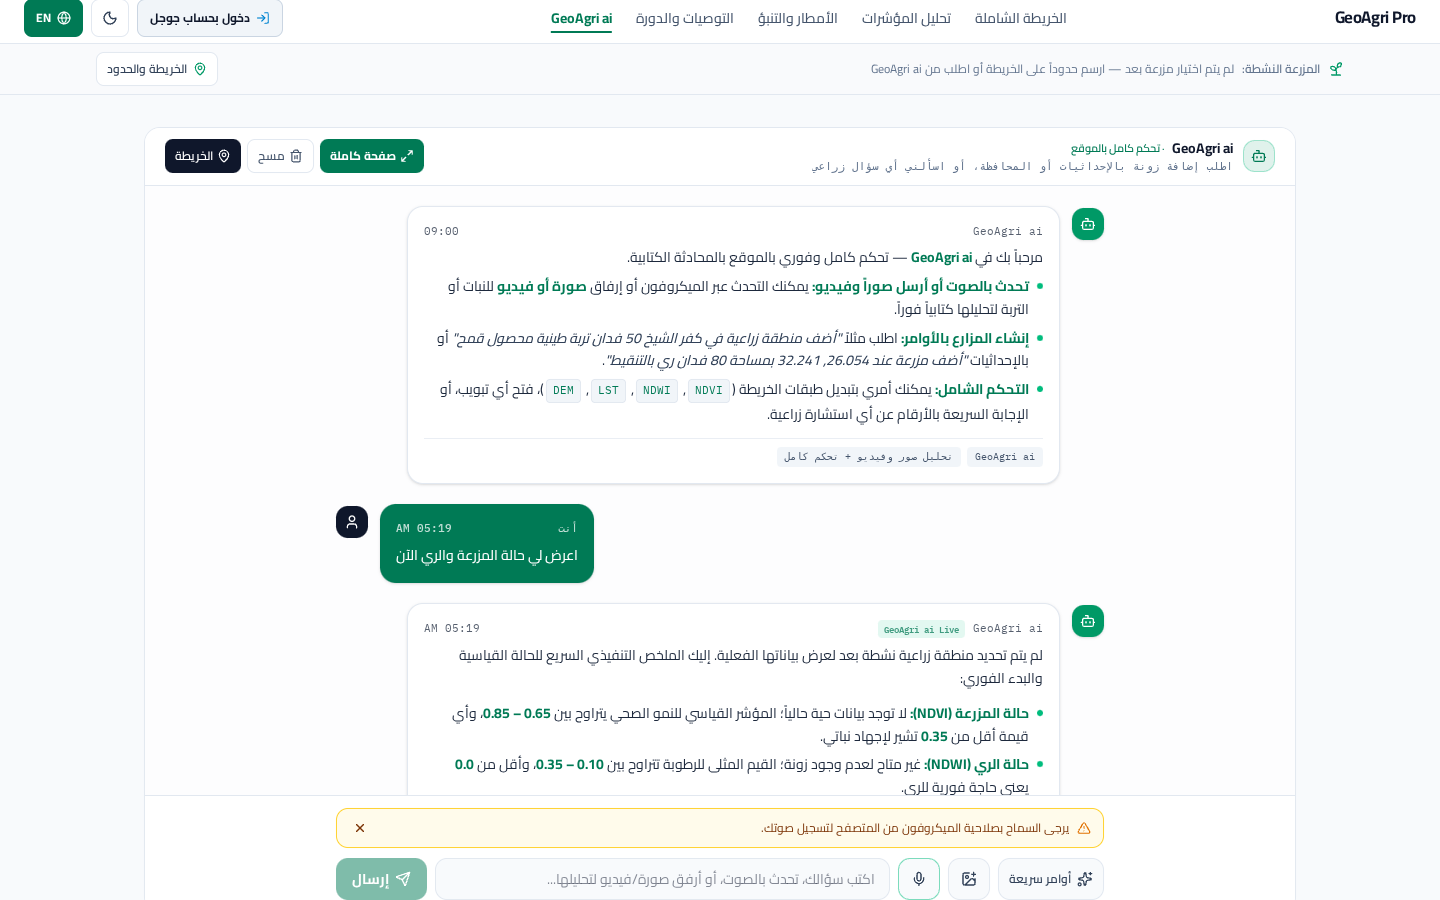 GeoAgri Pro
الخريطة الشاملة
تحليل المؤشرات
الأمطار والتنبؤ
التوصيات والدورة
GeoAgri ai
دخول بحساب جوجل
EN
المزرعة النشطة: لم يتم اختيار مزرعة بعد — ارسم حدوداً على الخريطة أو اطلب من GeoAgri ai
الخريطة والحدود
GeoAgri ai · تحكم كامل بالموقع
اطلب إضافة زونة بالإحداثيات أو المحافظة، أو اسألني أي سؤال زراعي
صفحة كاملة
مسح
الخريطة
GeoAgri ai
09:00
مرحباً بك في GeoAgri ai — تحكم كامل وفوري بالموقع بالمحادثة الكتابية.
تحدث بالصوت أو أرسل صوراً وفيديو: يمكنك التحدث عبر الميكروفون أو إرفاق صورة أو فيديو للنبات أو
التربة لتحليلها كتابياً فوراً.
إنشاء المزارع بالأوامر: اطلب مثلاً "أضف منطقة زراعية في كفر الشيخ 50 فدان تربة طينية محصول قمح" أو
بالإحداثيات "أضف مزرعة عند 26.054, 32.241 بمساحة 80 فدان ري بالتنقيط".
التحكم الشامل: يمكنك أمري بتبديل طبقات الخريطة (NDVI, NDWI, LST, DEM)، فتح أي تبويب، أو
الإجابة السريعة بالأرقام عن أي استشارة زراعية.
GeoAgri ai
تحليل صور وفيديو + تحكم كامل
أنت
05:19 AM
اعرض لي حالة المزرعة والري الآن
GeoAgri ai
GeoAgri ai Live
05:19 AM
لم يتم تحديد منطقة زراعية نشطة بعد لعرض بياناتها الفعلية. إليك الملخص التنفيذي السريع للحالة القياسية
والبدء الفوري:
حالة المزرعة (NDVI): لا توجد بيانات حية حالياً؛ المؤشر القياسي للنمو الصحي يتراوح بين 0.65 – 0.85، وأي
قيمة أقل من 0.35 تشير لإجهاد نباتي.
حالة الري (NDWI): غير متاح لعدم وجود زونة؛ القيم المثلى للرطوبة تتراوح بين 0.10 – 0.35، وأقل من 0.0
يعني حاجة فورية للري.
يرجى السماح بصلاحية الميكروفون من المتصفح لتسجيل صوتك.
أوامر سريعة
اكتب سؤالك، تحدث بالصوت، أو أرفق صورة/فيديو لتحليلها...
إرسال